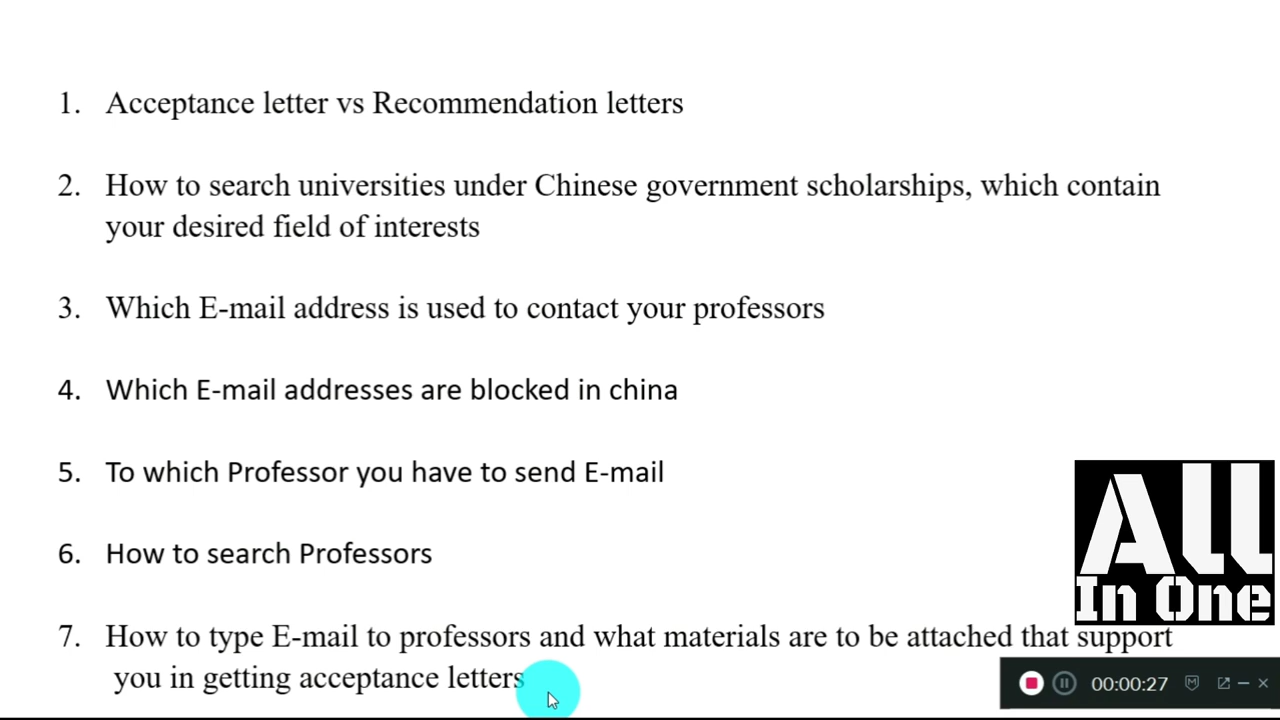 1. Acceptance letter vs Recommendation letters
2. How to search universities under Chinese government scholarships, which contain
your desired field of interests
3. Which E-mail address is used to contact your professors
4. Which E-mail addresses are blocked in china
5. To which Professor you have to send E-mail
6. How to search Professors
All
In One
7. How to type E-mail to professors and what materials are to be attached that support
you in getting acceptance letters
00:00:27